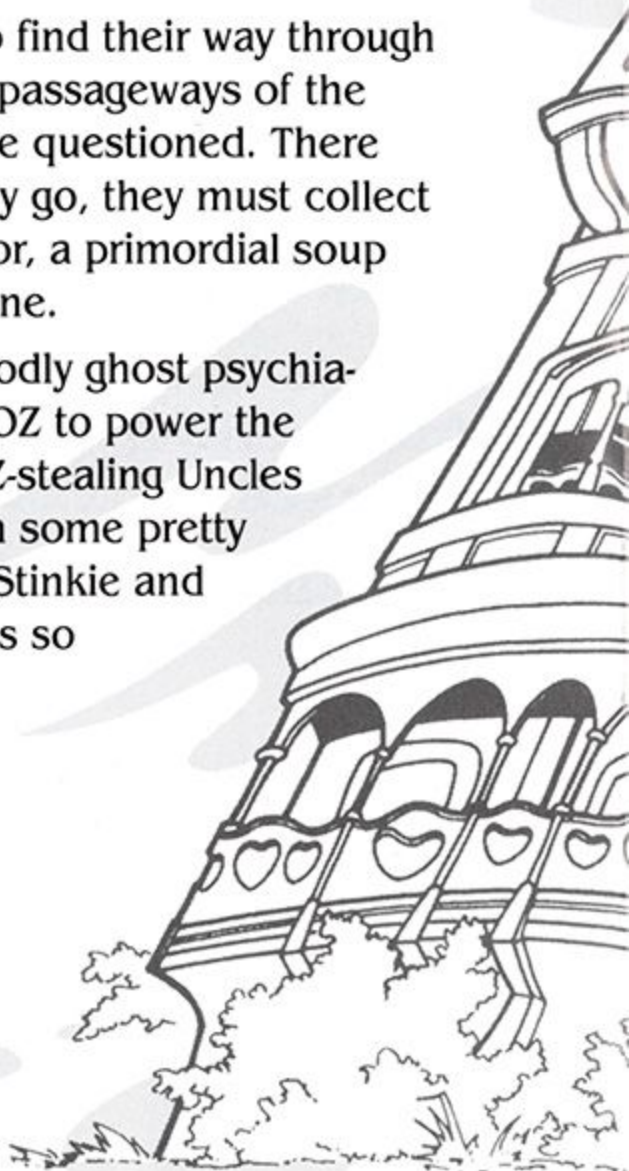 find their way through
passageways of the
e questioned. There
y go, they must collect
or, a primordial soup
ne.
odly ghost psychia-
OZ to power the
Z-stealing Uncles
some pretty
Stinkie and
s so